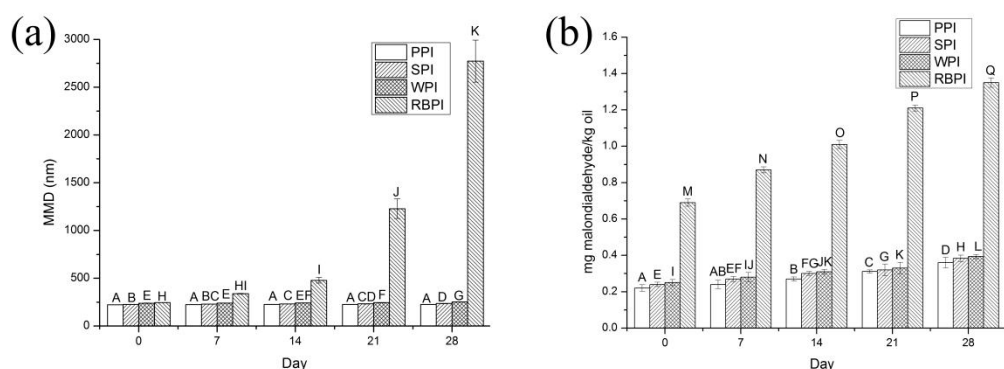 (a)
3000
2500
2000
1500
1000
500
0
MMD (nm)
PPI
SPI
WPI
RBPI
A B E H
A BC E HI
A C EF I
A CD F J
A D G K
0 7 14 21 28
Day
(b)
1.6
1.4
1.2
1.0
0.8
0.6
0.4
0.2
0.0
mg malondialdehyde/kg oil
PPI
SPI
WPI
RBPI
A E I M
AB EF IJ N
B FG JK O
C G K P
D H L Q
0 7 14 21 28
Day